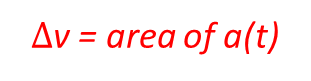 Δv = area of a(t)